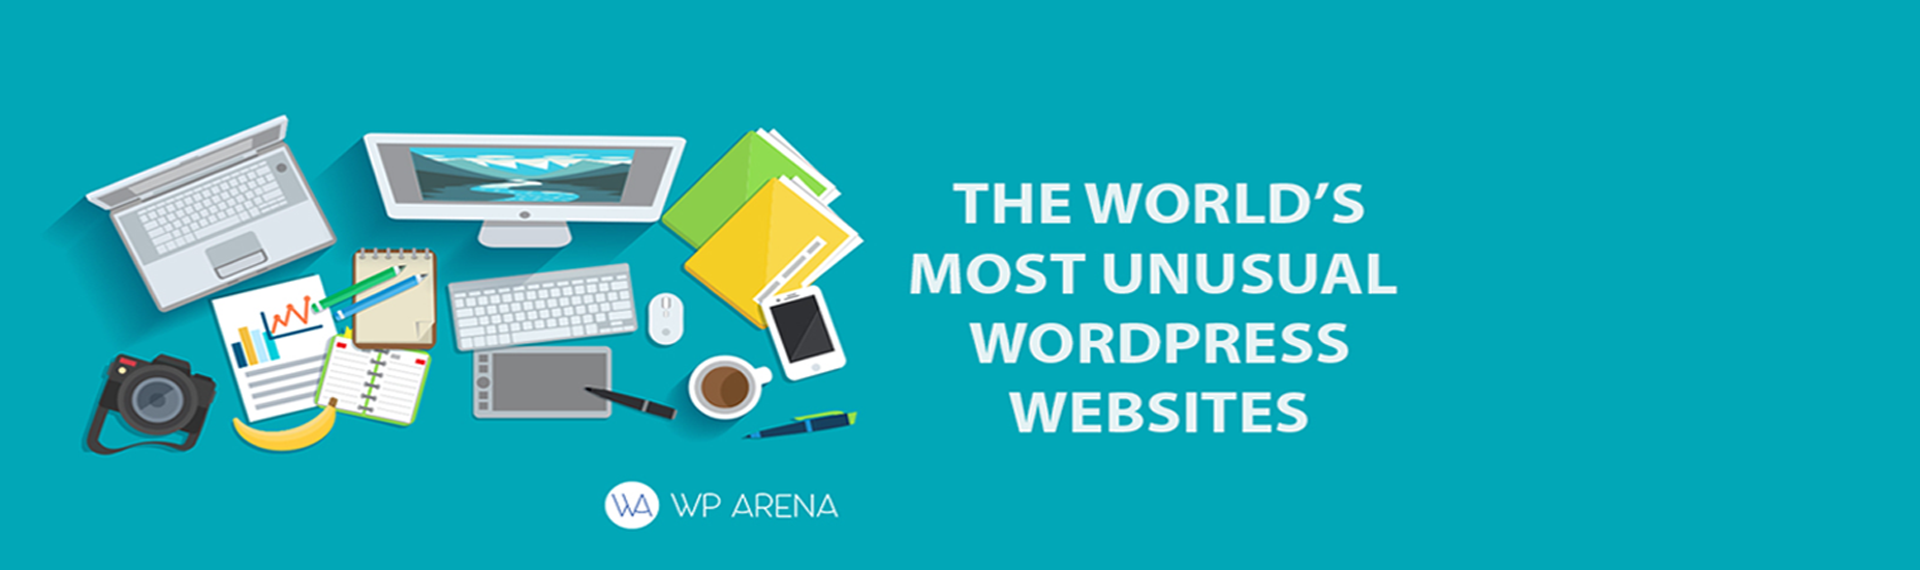 THE WORLD’S
MOST UNUSUAL
WORDPRESS
WEBSITES
WA WP ARENA